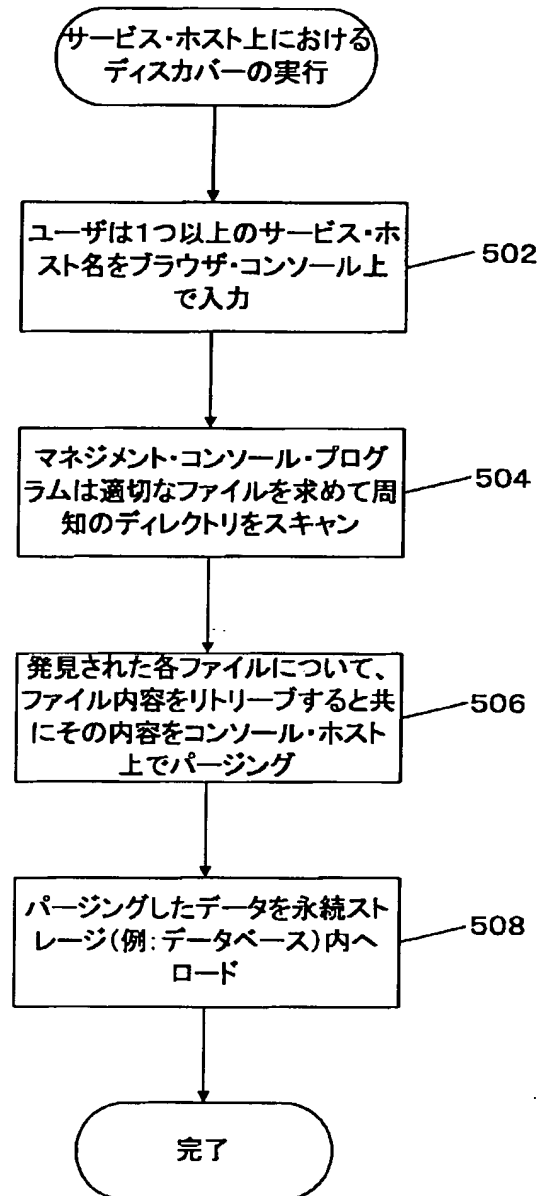 サービス・ホスト上における
ディスカバーの実行
ユーザは1つ以上のサービス・ホ
スト名をブラウザ・コンソール上
で入力
502
マネジメント・コンソール・プログ
ラムは適切なファイルを求めて周
知のディレクトリをスキャン
504
発見された各ファイルについて、
ファイル内容をリトリーブすると共
にその内容をコンソール・ホスト
上でパージング
506
パージングしたデータを永続スト
レージ(例:データベース)内へ
ロード
508
完了